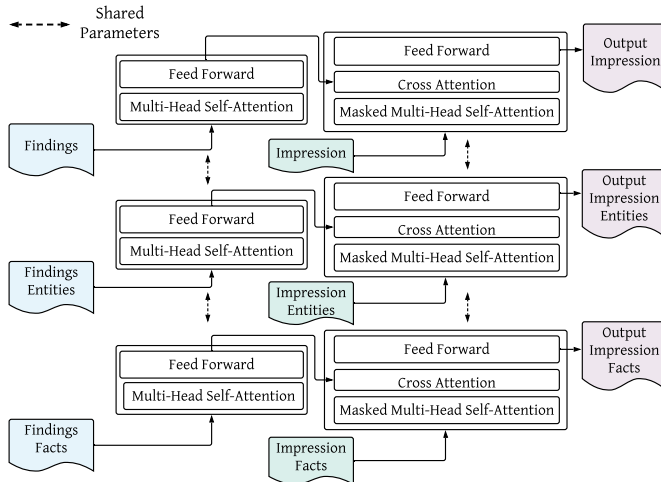 Shared
Parameters
Feed Forward
Multi-Head Self-Attention
Findings
Feed Forward
Cross Attention
Masked Multi-Head Self-Attention
Impression
Output
Impression
Feed Forward
Multi-Head Self-Attention
Findings
Entities
Feed Forward
Cross Attention
Masked Multi-Head Self-Attention
Impression
Entities
Output
Impression
Entities
Feed Forward
Multi-Head Self-Attention
Findings
Facts
Feed Forward
Cross Attention
Masked Multi-Head Self-Attention
Impression
Facts
Output
Impression
Facts